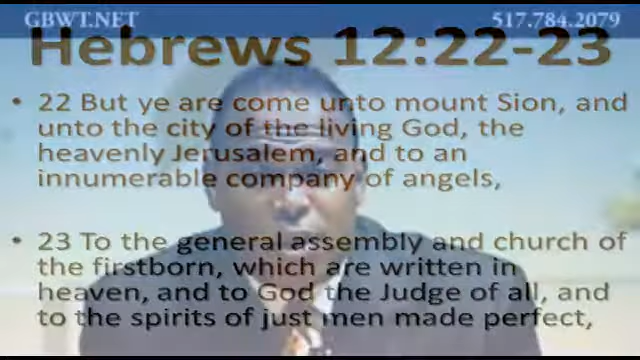 GBWT.NET 517.784.2079
Hebrews 12:22-23
• 22 But ye are come unto mount Sion, and
unto the city of the living God, the
heavenly Jerusalem, and to an
innumerable company of angels,
• 23 To the general assembly and church of
the firstborn, which are written in
heaven, and to God the Judge of all, and
to the spirits of just men made perfect,